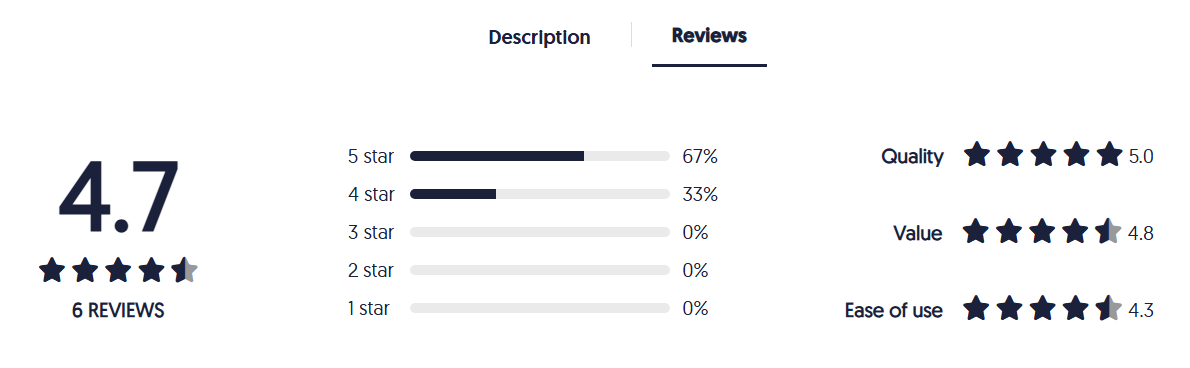 Description
Reviews
4.7
6 REVIEWS
5 star 67%
4 star 33%
3 star 0%
2 star 0%
1 star 0%
Quality 5.0
Value 4.8
Ease of use 4.3